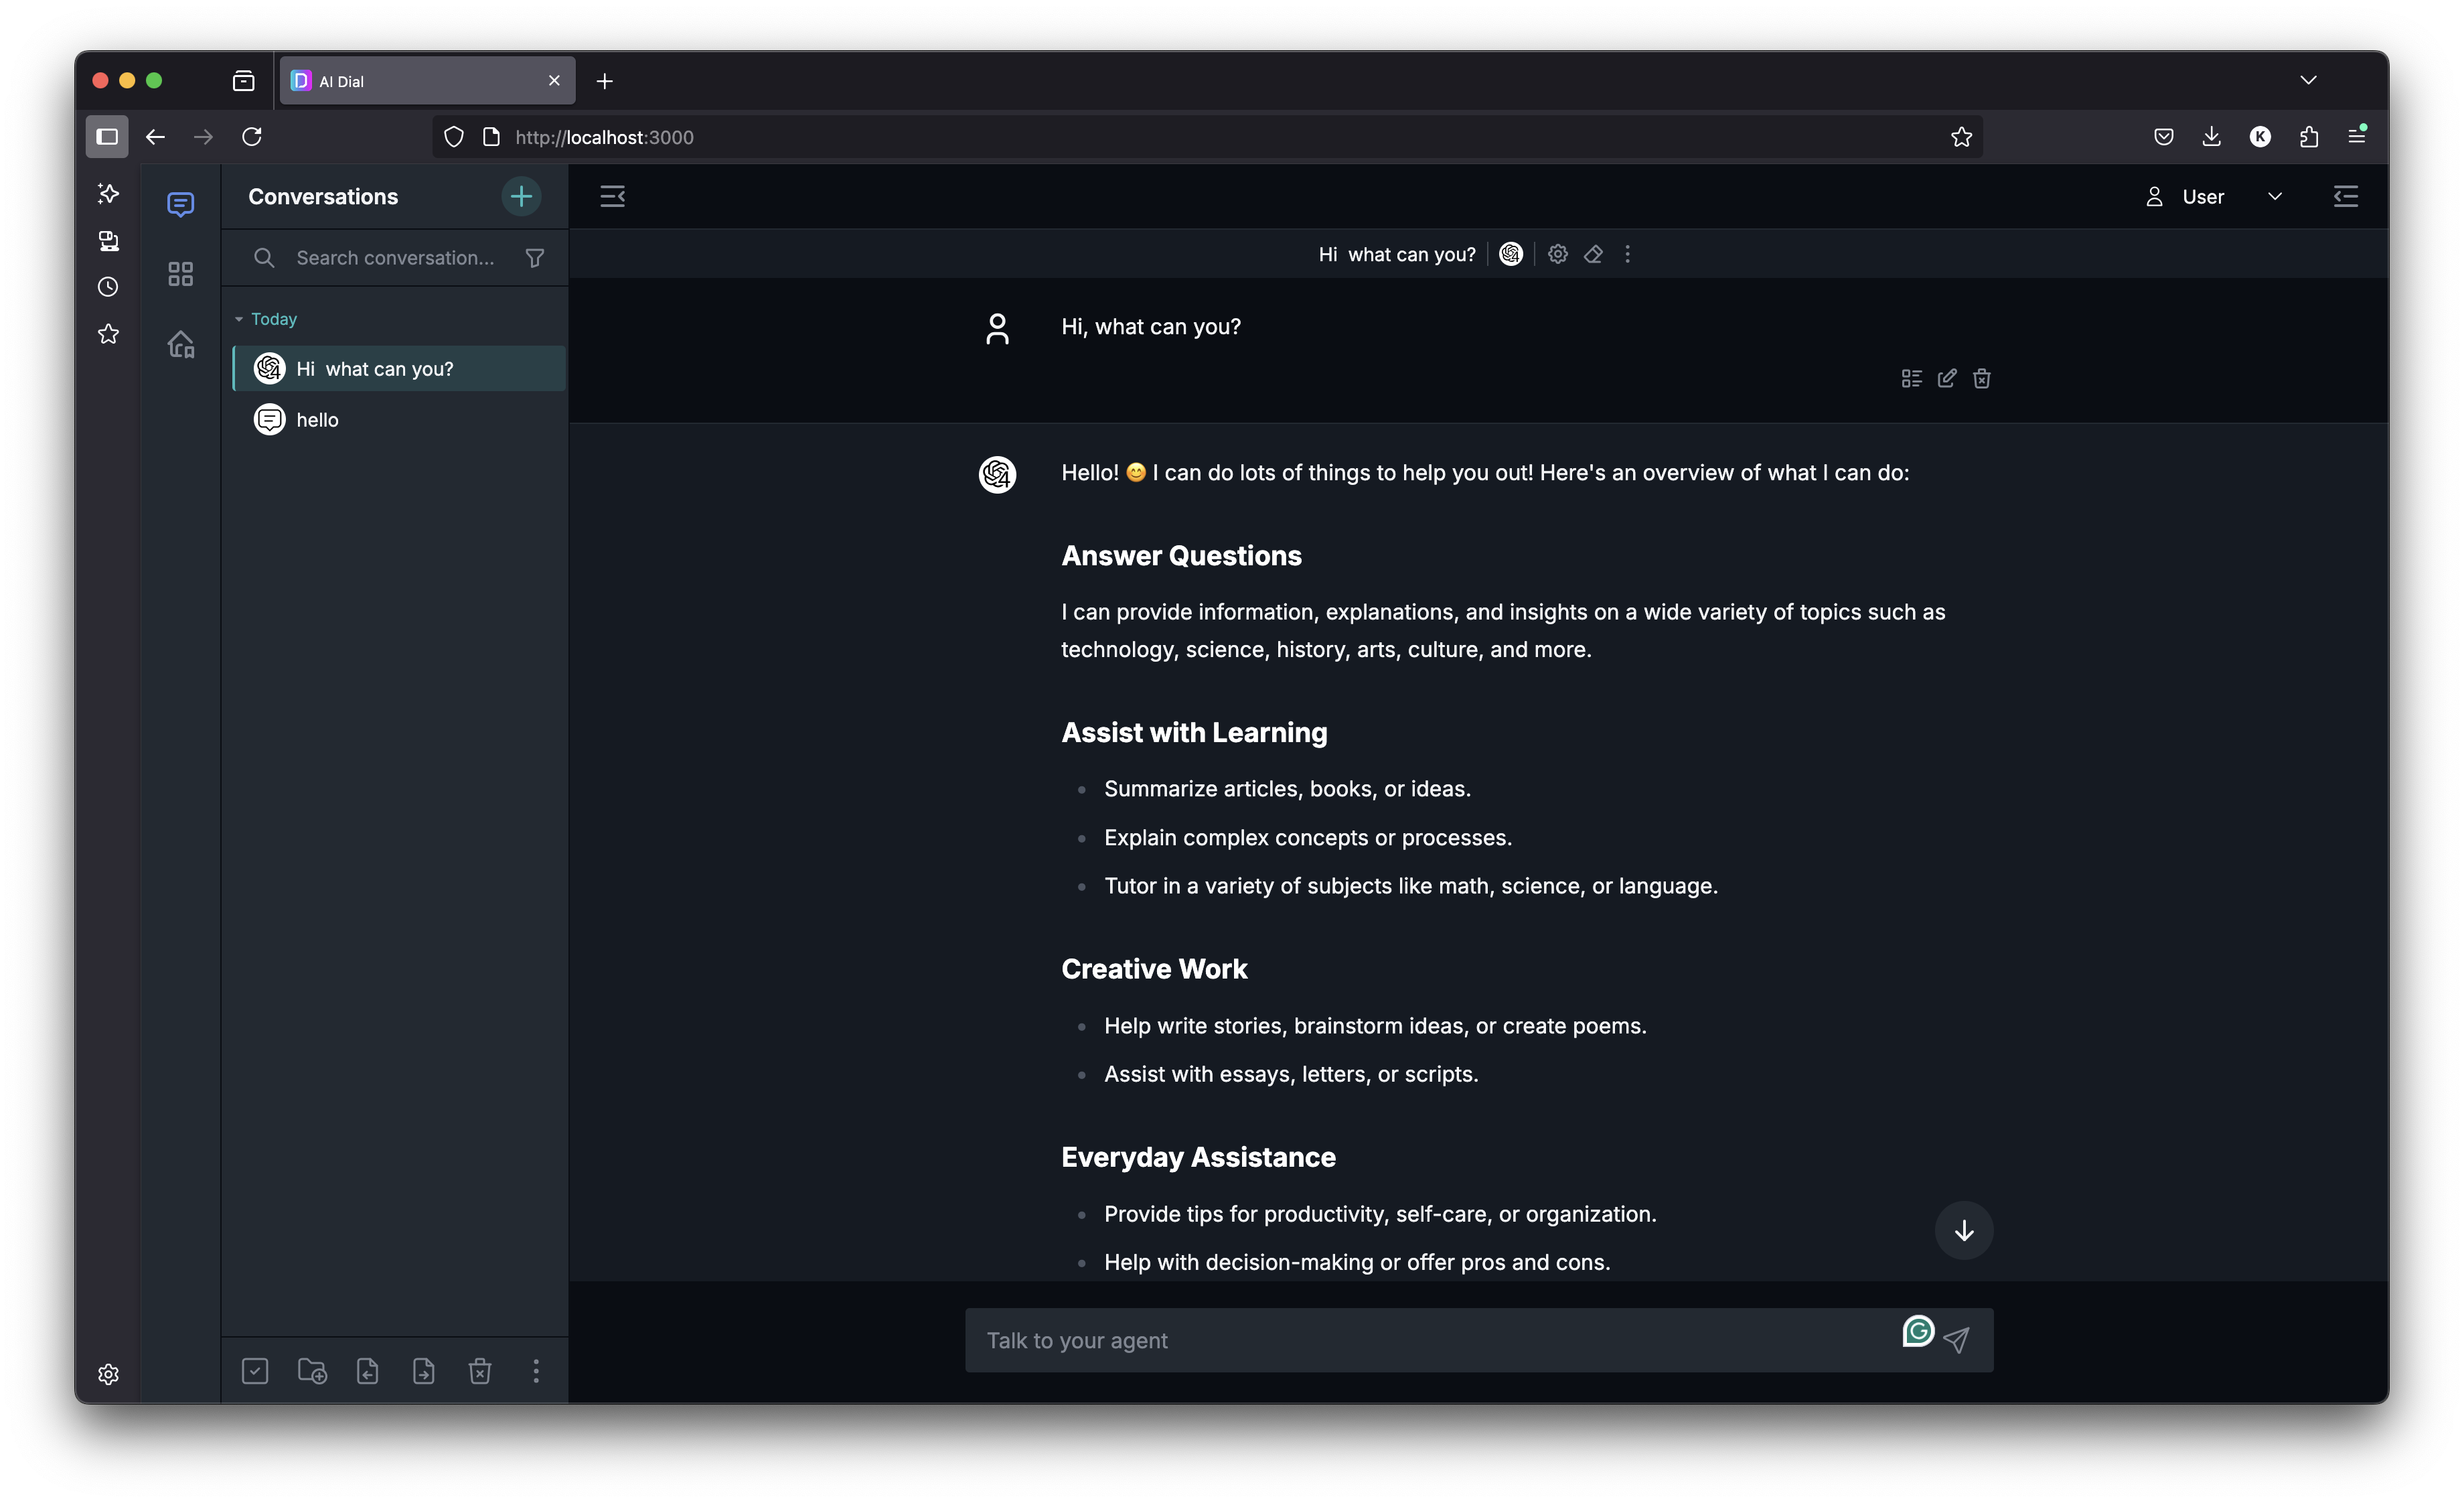 AI Dial
http://localhost:3000
K
Conversations
User
Search conversation...
Hi  what can you?
4
Today
Hi  what can you?
4
hello
Hi, what can you?
4
Hello! 😊 I can do lots of things to help you out! Here's an overview of what I can do:
Answer Questions
I can provide information, explanations, and insights on a wide variety of topics such as
technology, science, history, arts, culture, and more.
Assist with Learning
Summarize articles, books, or ideas.
Explain complex concepts or processes.
Tutor in a variety of subjects like math, science, or language.
Creative Work
Help write stories, brainstorm ideas, or create poems.
Assist with essays, letters, or scripts.
Everyday Assistance
Provide tips for productivity, self-care, or organization.
Help with decision-making or offer pros and cons.
Talk to your agent